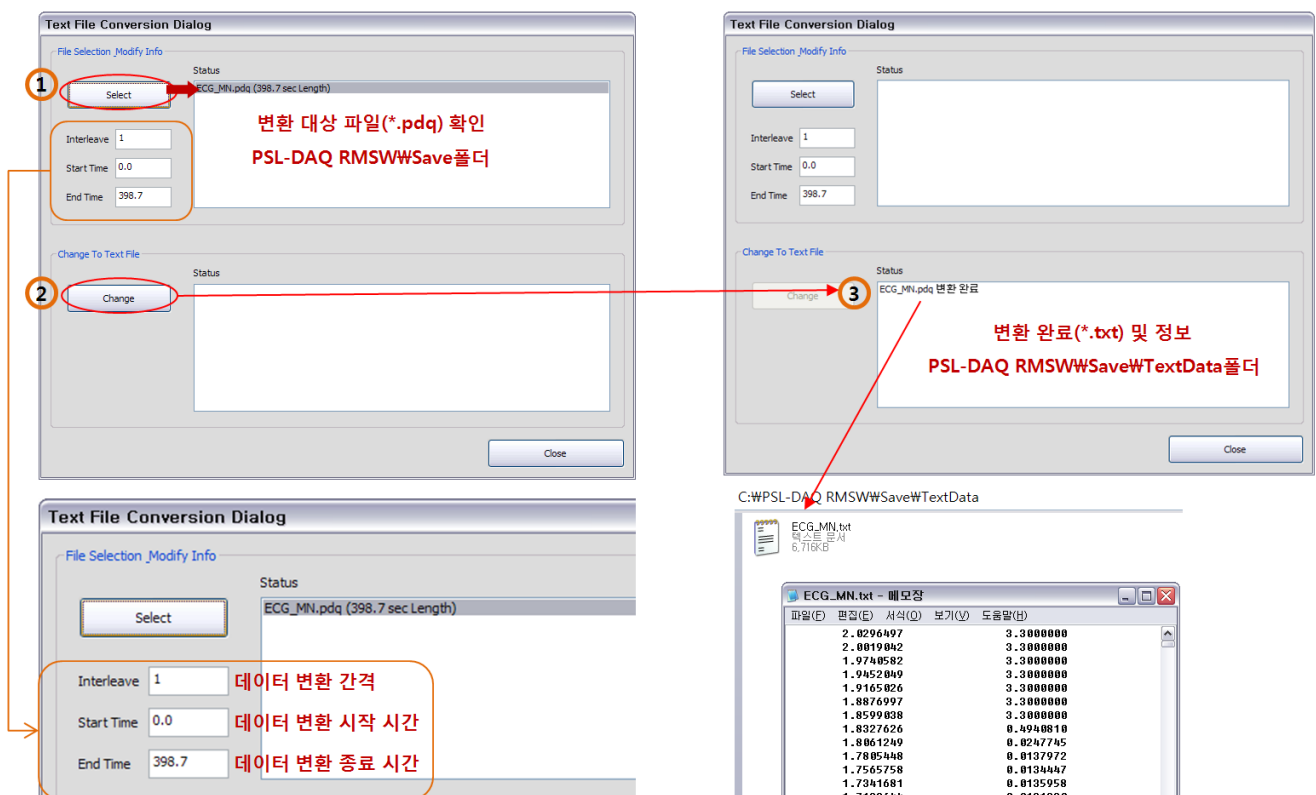 Text File Conversion Dialog
File Selection ,Modify Info
Status
1
Select
ECG_MN.pdq (398.7 sec Length)
변환 대상 파일(*.pdq) 확인
PSL-DAQ RMSW₩Save폴더
Interleave 1
Start Time 0.0
End Time 398.7
Change To Text File
Status
2
Change
Close
Text File Conversion Dialog
File Selection ,Modify Info
Status
Select
Interleave 1
Start Time 0.0
End Time 398.7
Change To Text File
Status
Change
3
ECG_MN.pdq 변환 완료
변환 완료(*.txt) 및 정보
PSL-DAQ RMSW₩Save₩TextData폴더
Close
Text File Conversion Dialog
File Selection ,Modify Info
Status
Select
ECG_MN.pdq (398.7 sec Length)
Interleave 1 데이터 변환 간격
Start Time 0.0 데이터 변환 시작 시간
End Time 398.7 데이터 변환 종료 시간
C:₩PSL-DAQ RMSW₩Save₩TextData
ECG_MN.txt
텍스트 문서
6,716KB
ECG_MN.txt - 메모장
파일(F) 편집(E) 서식(O) 보기(V) 도움말(H)
2.0296497 3.3000000
2.0019042 3.3000000
1.9740582 3.3000000
1.9452049 3.3000000
1.9165026 3.3000000
1.8876997 3.3000000
1.8599038 3.3000000
1.8327626 0.4940810
1.8061249 0.0247745
1.7805448 0.0137972
1.7565758 0.0134447
1.7341681 0.0135958